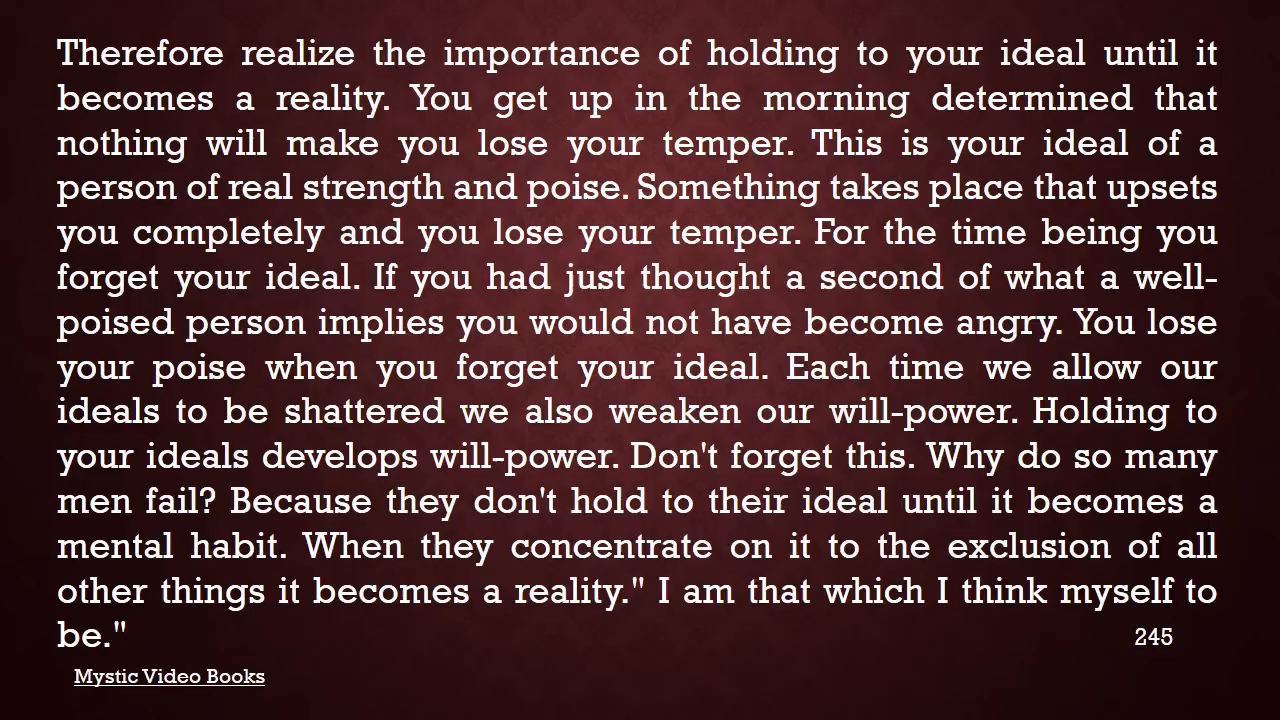 Therefore realize the importance of holding to your ideal until it
becomes a reality. You get up in the morning determined that
nothing will make you lose your temper. This is your ideal of a
person of real strength and poise. Something takes place that upsets
you completely and you lose your temper. For the time being you
forget your ideal. If you had just thought a second of what a well-
poised person implies you would not have become angry. You lose
your poise when you forget your ideal. Each time we allow our
ideals to be shattered we also weaken our will-power. Holding to
your ideals develops will-power. Don't forget this. Why do so many
men fail? Because they don't hold to their ideal until it becomes a
mental habit. When they concentrate on it to the exclusion of all
other things it becomes a reality." I am that which I think myself to
be."
245
Mystic Video Books